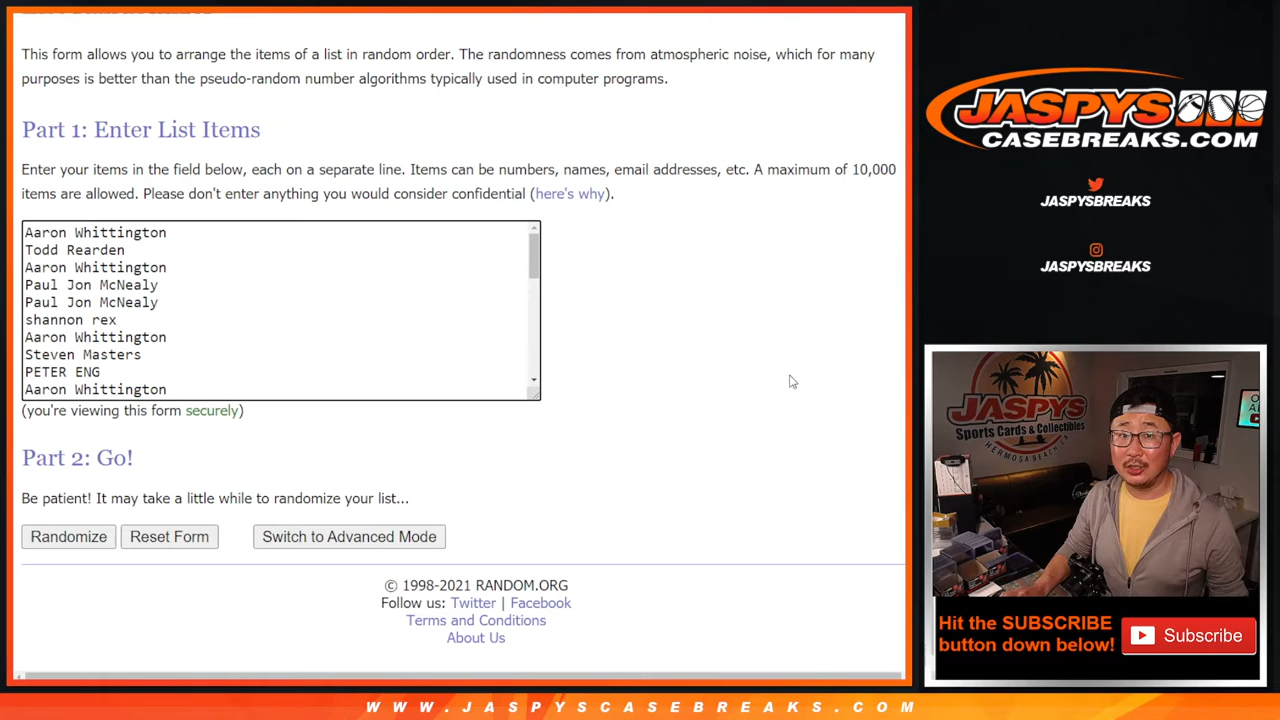 This form allows you to arrange the items of a list in random order. The randomness comes from atmospheric noise, which for many
purposes is better than the pseudo-random number algorithms typically used in computer programs.
Part 1: Enter List Items
Enter your items in the field below, each on a separate line. Items can be numbers, names, email addresses, etc. A maximum of 10,000
items are allowed. Please don't enter anything you would consider confidential (here's why).
Aaron Whittington
Todd Rearden
Aaron Whittington
Paul Jon McNealy
Paul Jon McNealy
shannon rex
Aaron Whittington
Steven Masters
PETER ENG
Aaron Whittington
(you're viewing this form securely)
Part 2: Go!
Be patient! It may take a little while to randomize your list...
Randomize Reset Form Switch to Advanced Mode
© 1998-2021 RANDOM.ORG
Follow us: Twitter | Facebook
Terms and Conditions
About Us
JASPYS
CASEBREAKS.COM
JASPYSBREAKS
JASPYSBREAKS
JASPYS
Sports Cards & Collectibles
HERMOSA BEACH, CA
Hit the SUBSCRIBE
button down below!
Subscribe
WWW.JASPYSCASEBREAKS.COM